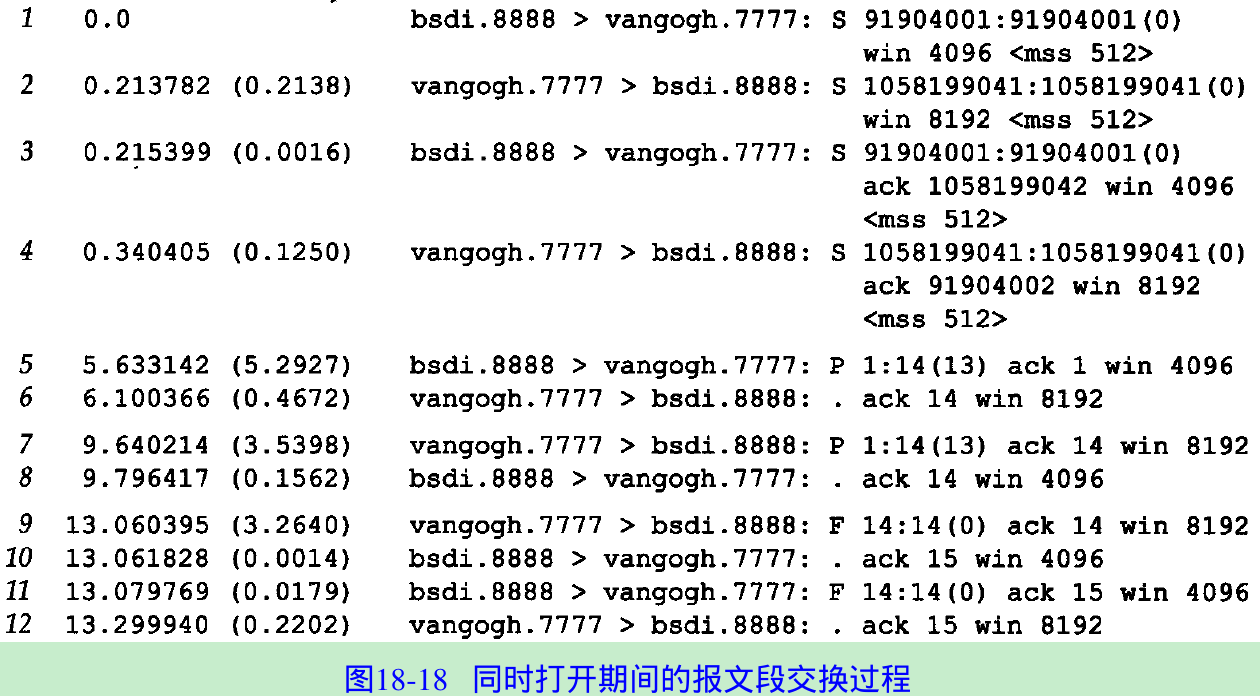 1 0.0 bsdi.8888 > vangogh.7777: S 91904001:91904001(0)
win 4096 <mss 512>
2 0.213782 (0.2138) vangogh.7777 > bsdi.8888: S 1058199041:1058199041(0)
win 8192 <mss 512>
3 0.215399 (0.0016) bsdi.8888 > vangogh.7777: S 91904001:91904001(0)
ack 1058199042 win 4096
<mss 512>
4 0.340405 (0.1250) vangogh.7777 > bsdi.8888: S 1058199041:1058199041(0)
ack 91904002 win 8192
<mss 512>
5 5.633142 (5.2927) bsdi.8888 > vangogh.7777: P 1:14(13) ack 1 win 4096
6 6.100366 (0.4672) vangogh.7777 > bsdi.8888: . ack 14 win 8192
7 9.640214 (3.5398) vangogh.7777 > bsdi.8888: P 1:14(13) ack 14 win 8192
8 9.796417 (0.1562) bsdi.8888 > vangogh.7777: . ack 14 win 4096
9 13.060395 (3.2640) vangogh.7777 > bsdi.8888: F 14:14(0) ack 14 win 8192
10 13.061828 (0.0014) bsdi.8888 > vangogh.7777: . ack 15 win 4096
11 13.079769 (0.0179) bsdi.8888 > vangogh.7777: F 14:14(0) ack 15 win 4096
12 13.299940 (0.2202) vangogh.7777 > bsdi.8888: . ack 15 win 8192
图18-18 同时打开期间的报文段交换过程